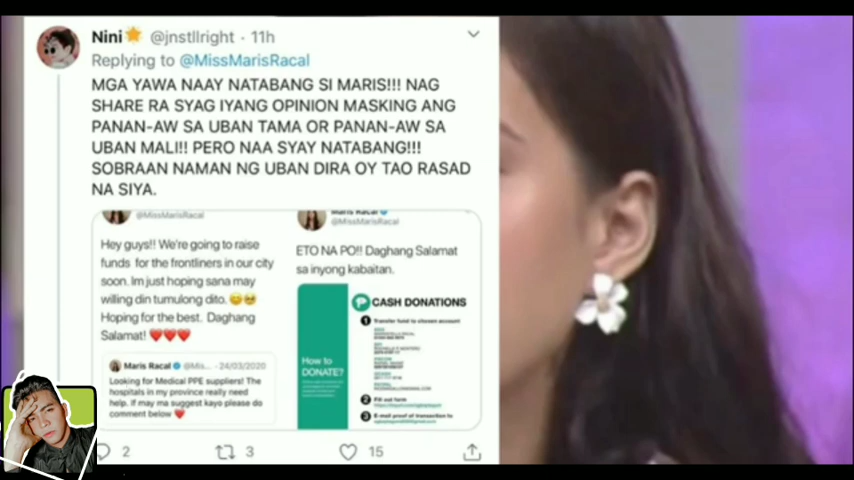 Nini🌟 @jnstllright · 11h
Replying to @MissMarisRacal
MGA YAWA NAAY NATABANG SI MARIS!!! NAG
SHARE RA SYAG IYANG OPINION MASKING ANG
PANAN-AW SA UBAN TAMA OR PANAN-AW SA
UBAN MALI!! PERO NAA SYAY NATABANG!!!
SOBRAAN NAMAN NG UBAN DIRA OY TAO RASAD
NA SIYA.
@MissMarisRacal
Hey guys!! We're going to raise
funds for the frontliners in our city
soon. Im just hoping sana may
willing din tumulong dito. 😄🥺
Hoping for the best. Daghang
Salamat! ❤️❤️❤️
Maris Racal @Mis... · 24/03/2020
Looking for Medical PPE suppliers! The
hospitals in my province really need
help. If may ma suggest kayo please do
comment below ❤️
Maris Racal
@MissMarisRacal
ETO NA PO!! Daghang Salamat
sa inyong kabaitan.
How to
DONATE?
CASH DONATIONS
1 Transfer fund to chosen account
2 Fill out form
3 E-mail proof of transaction to
2 3 15